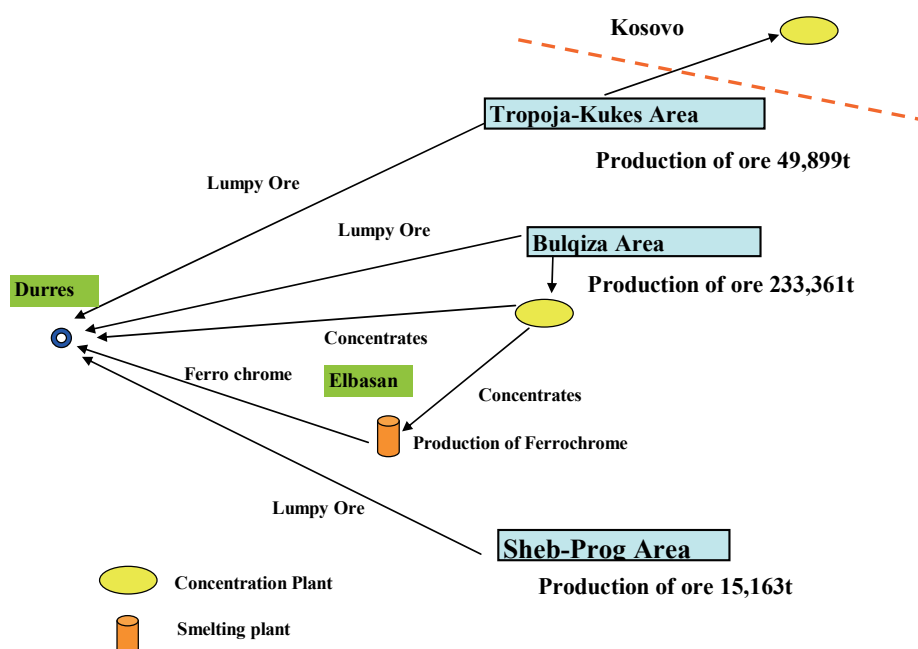 Kosovo
Tropoja-Kukes Area
Production of ore 49,899t
Lumpy Ore
Lumpy Ore
Bulqiza Area
Durres
Production of ore 233,361t
Concentrates
Ferro chrome
Elbasan
Concentrates
Production of Ferrochrome
Lumpy Ore
Sheb-Prog Area
Concentration Plant
Production of ore 15,163t
Smelting plant